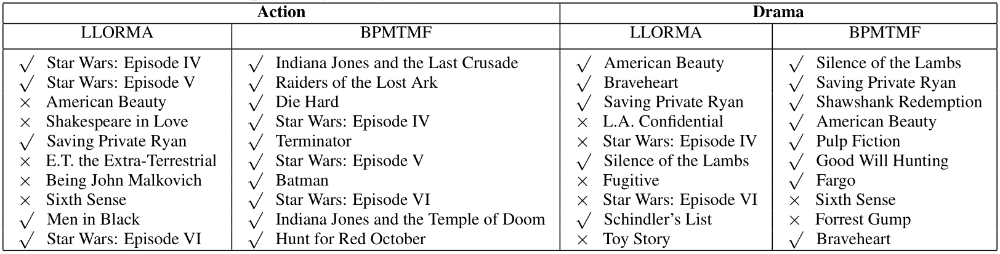 Action Drama
LLORMA BPMTMF LLORMA BPMTMF
√ Star Wars: Episode IV √ Indiana Jones and the Last Crusade √ American Beauty √ Silence of the Lambs
√ Star Wars: Episode V √ Raiders of the Lost Ark √ Braveheart √ Saving Private Ryan
× American Beauty √ Die Hard √ Saving Private Ryan √ Shawshank Redemption
× Shakespeare in Love √ Star Wars: Episode IV × L.A. Confidential √ American Beauty
√ Saving Private Ryan √ Terminator × Star Wars: Episode IV √ Pulp Fiction
× E.T. the Extra-Terrestrial √ Star Wars: Episode V √ Silence of the Lambs √ Good Will Hunting
× Being John Malkovich √ Batman × Fugitive √ Fargo
× Sixth Sense √ Star Wars: Episode VI × Star Wars: Episode VI × Sixth Sense
√ Men in Black √ Indiana Jones and the Temple of Doom √ Schindler's List × Forrest Gump
√ Star Wars: Episode VI √ Hunt for Red October × Toy Story √ Braveheart